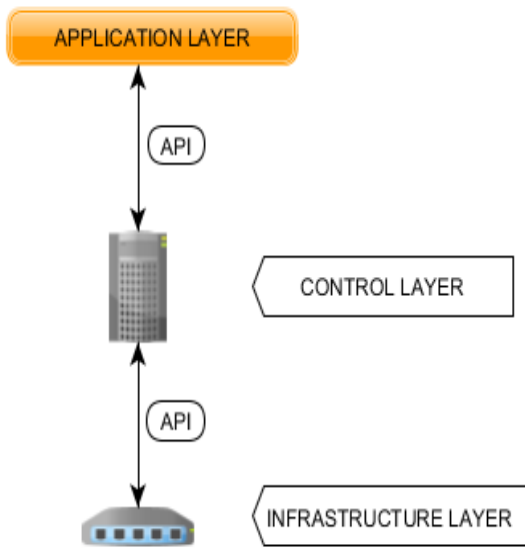 APPLICATION LAYER
API
CONTROL LAYER
API
INFRASTRUCTURE LAYER